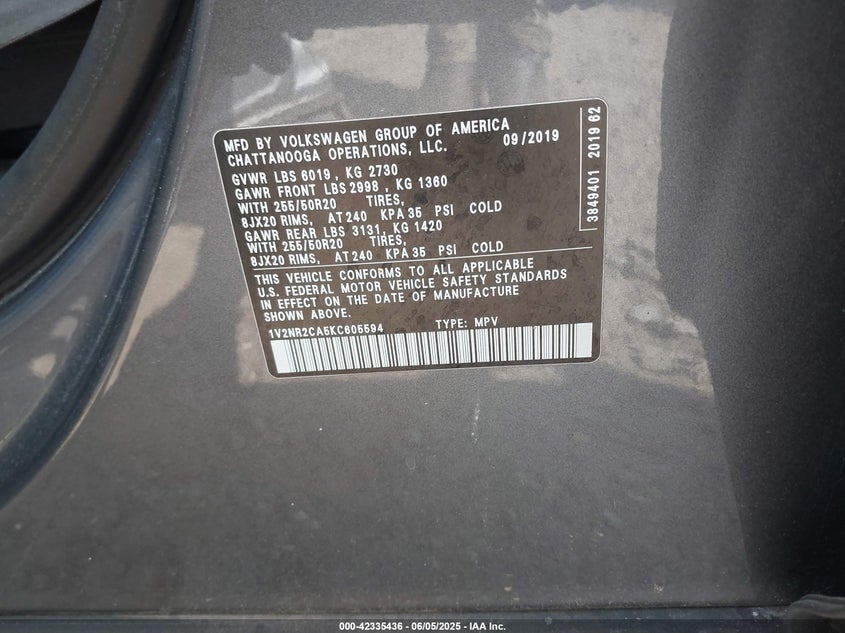 MFD BY VOLKSWAGEN GROUP OF AMERICA
CHATTANOOGA OPERATIONS, LLC. 09/2019
GVWR LBS 6019, KG 2730
GAWR FRONT LBS 2998, KG 1360
WITH 255/50R20 TIRES,
8JX20 RIMS, AT 240 KPA 35 PSI COLD
GAWR REAR LBS 3131, KG 1420
WITH 255/50R20 TIRES,
8JX20 RIMS, AT 240 KPA 35 PSI COLD
THIS VEHICLE CONFORMS TO ALL APPLICABLE
U.S. FEDERAL MOTOR VEHICLE SAFETY STANDARDS
IN EFFECT ON THE DATE OF MANUFACTURE
SHOWN ABOVE.
1V2NR2CA5KC605594 TYPE: MPV
3849401 2019 62
000-42335436 - 06/05/2025 - IAA Inc.